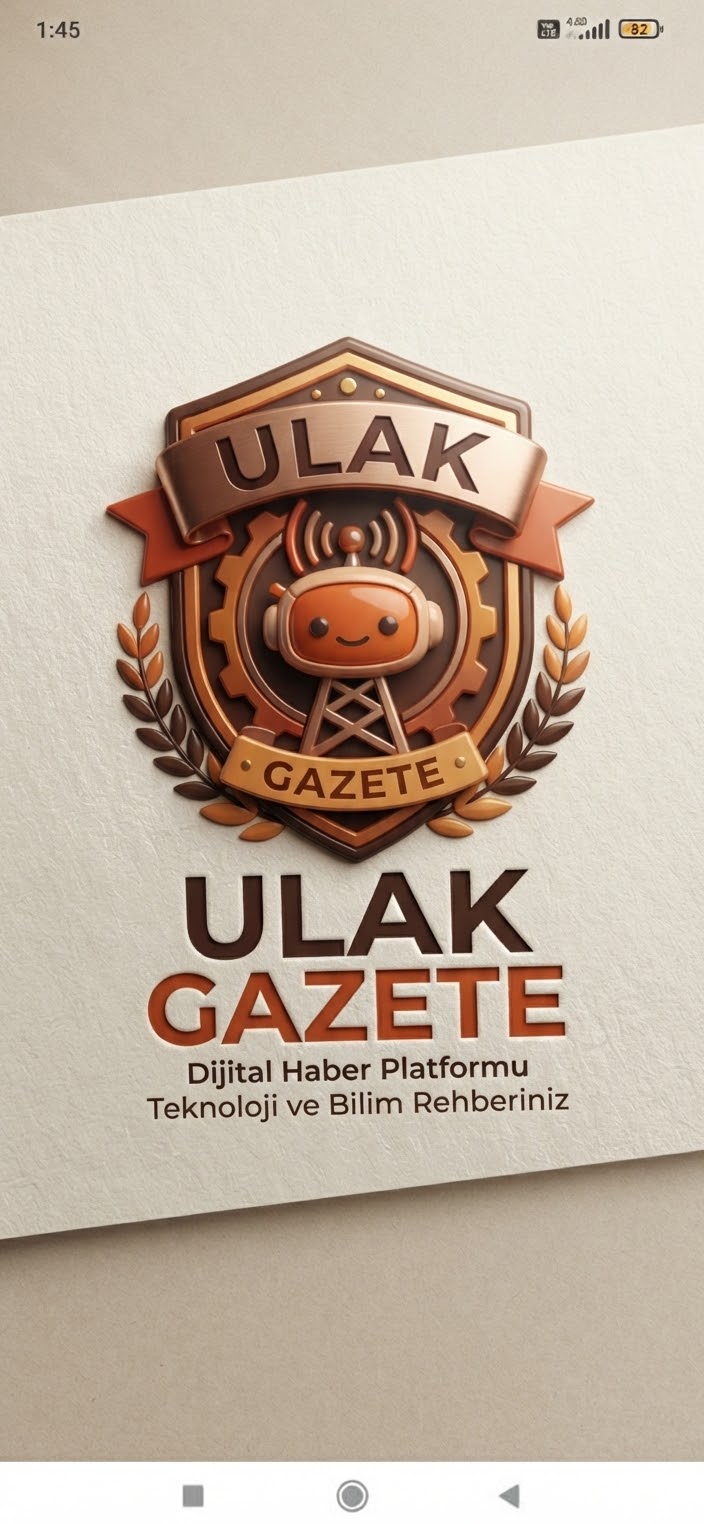 1:45
82
ULAK
GAZETE
ULAK
GAZETE
Dijital Haber Platformu
Teknoloji ve Bilim Rehberiniz